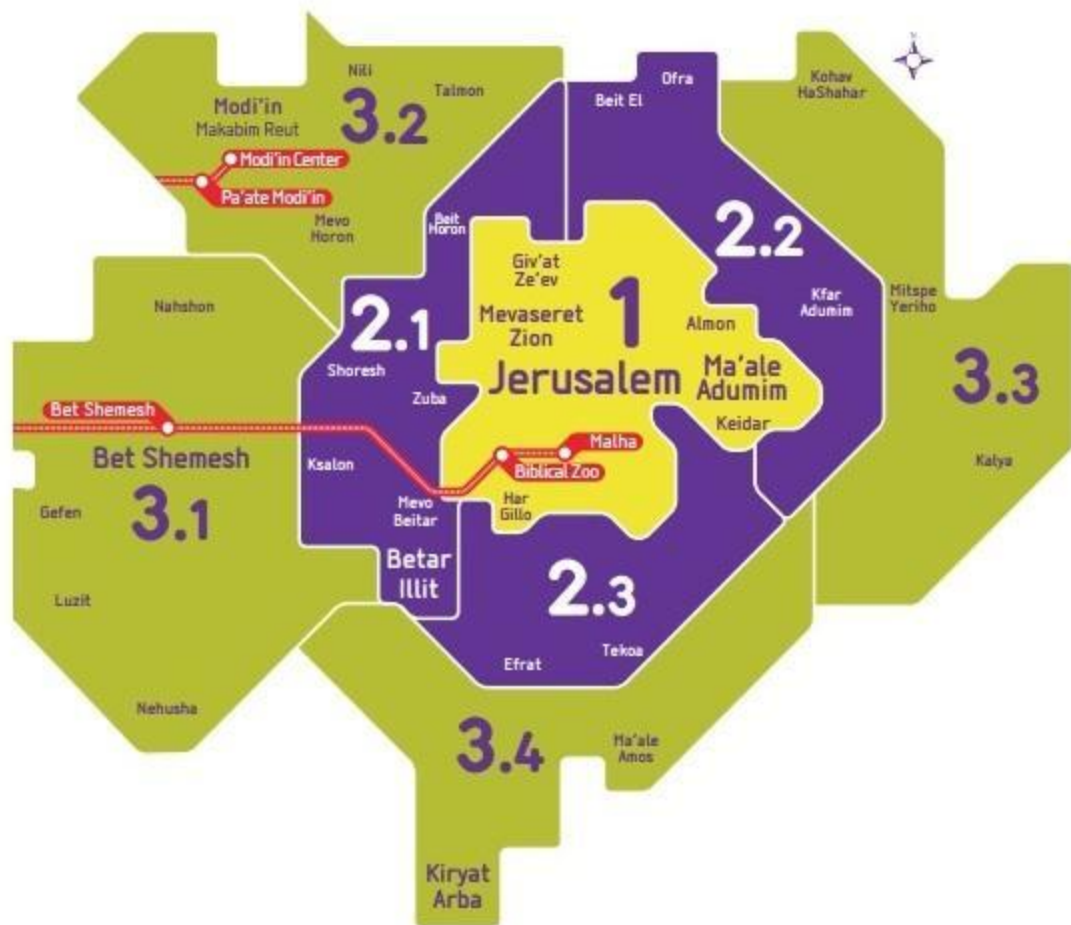 N
Nili
Talmon
3.2
Modi'in
Makabim Reut
Modi'in Center
Pa'ate Modi'in
Mevo
Horon
Ofra
Beit El
Kohav
HaShahar
Beit
Horon
2.2
Giv'at
Ze'ev
Mevaseret
Zion
1
Jerusalem
Almon
Ma'ale
Adumim
Keidar
Kfar
Adumim
Mitspe
Yeriho
3.3
Kalya
Nahshon
2.1
Shoresh
Zuba
Bet Shemesh
Bet Shemesh
3.1
Ksalon
Malha
Biblical Zoo
Har
Gillo
Mevo
Beitar
Betar
Illit
Gefen
Luzit
Nehusha
2.3
Tekoa
Efrat
3.4
Ma'ale
Amos
Kiryat
Arba